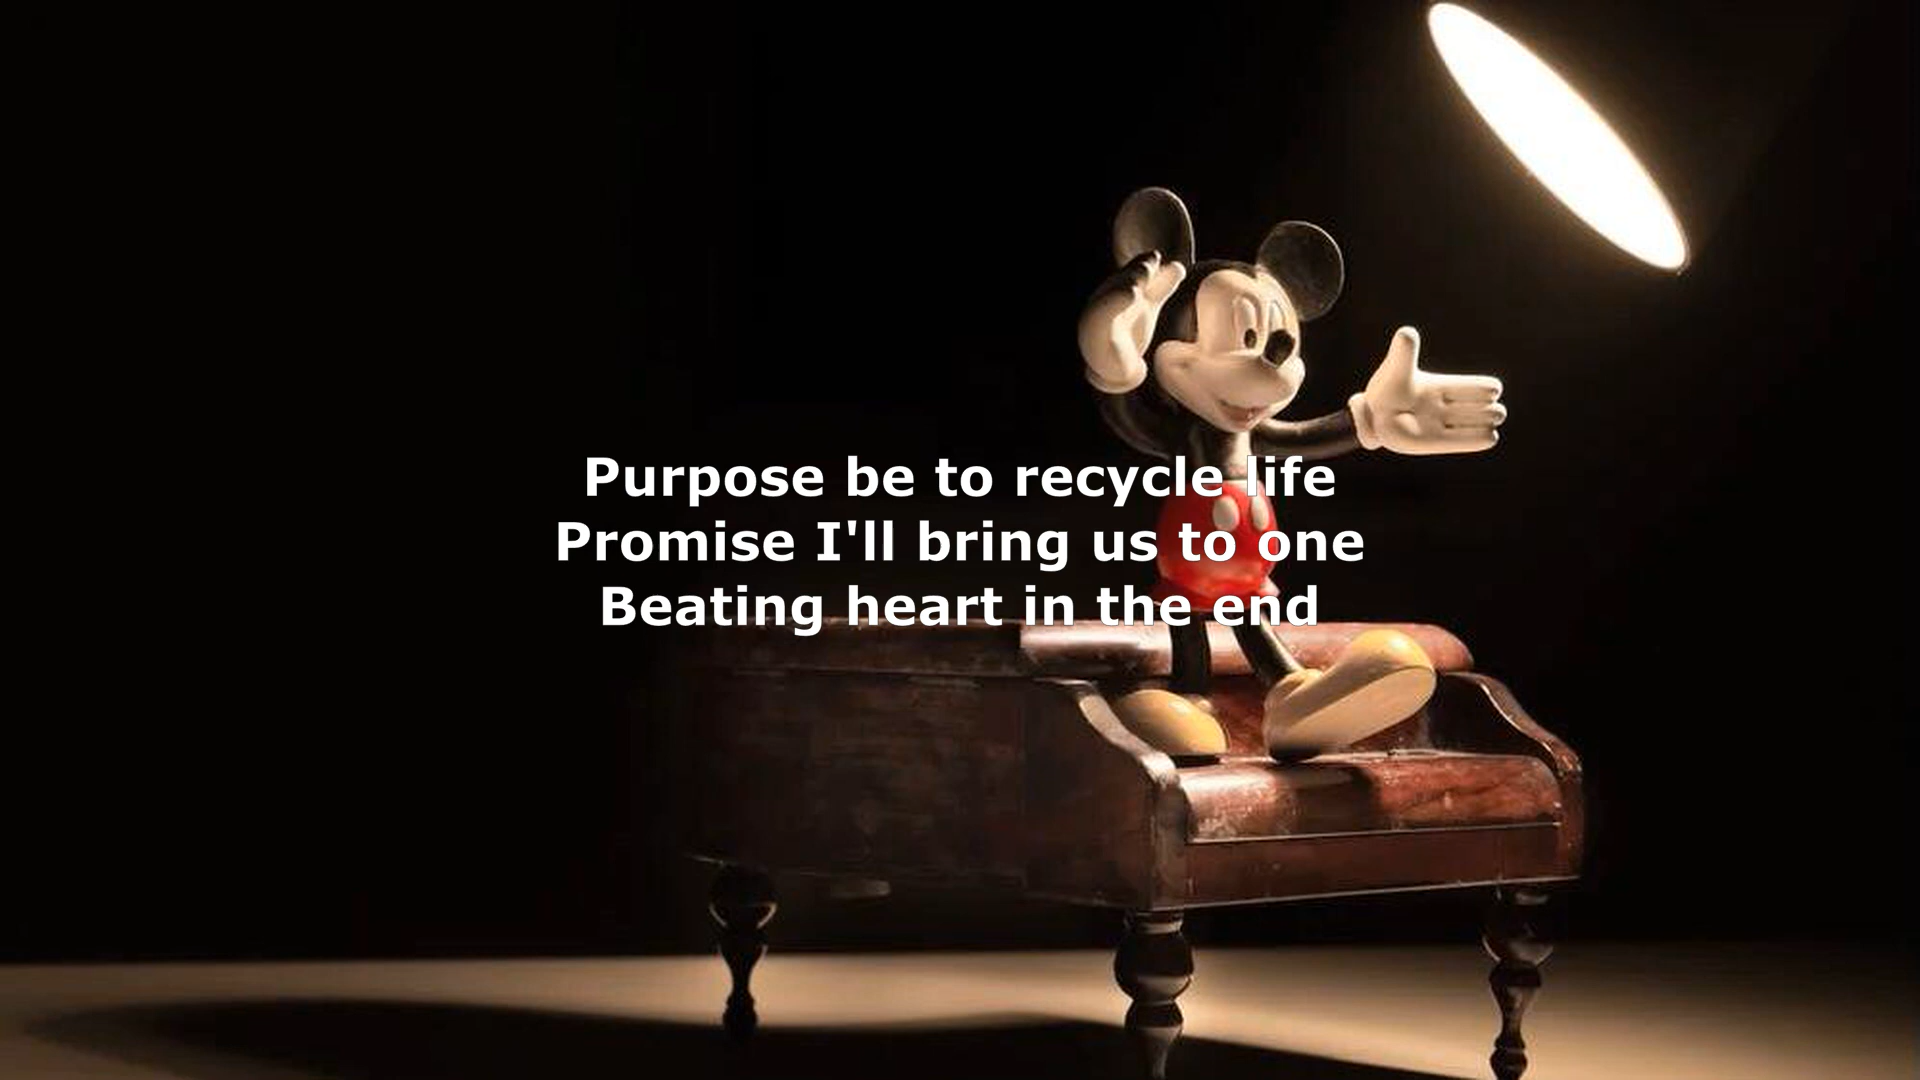 Purpose be to recycle life
Promise I'll bring us to one
Beating heart in the end